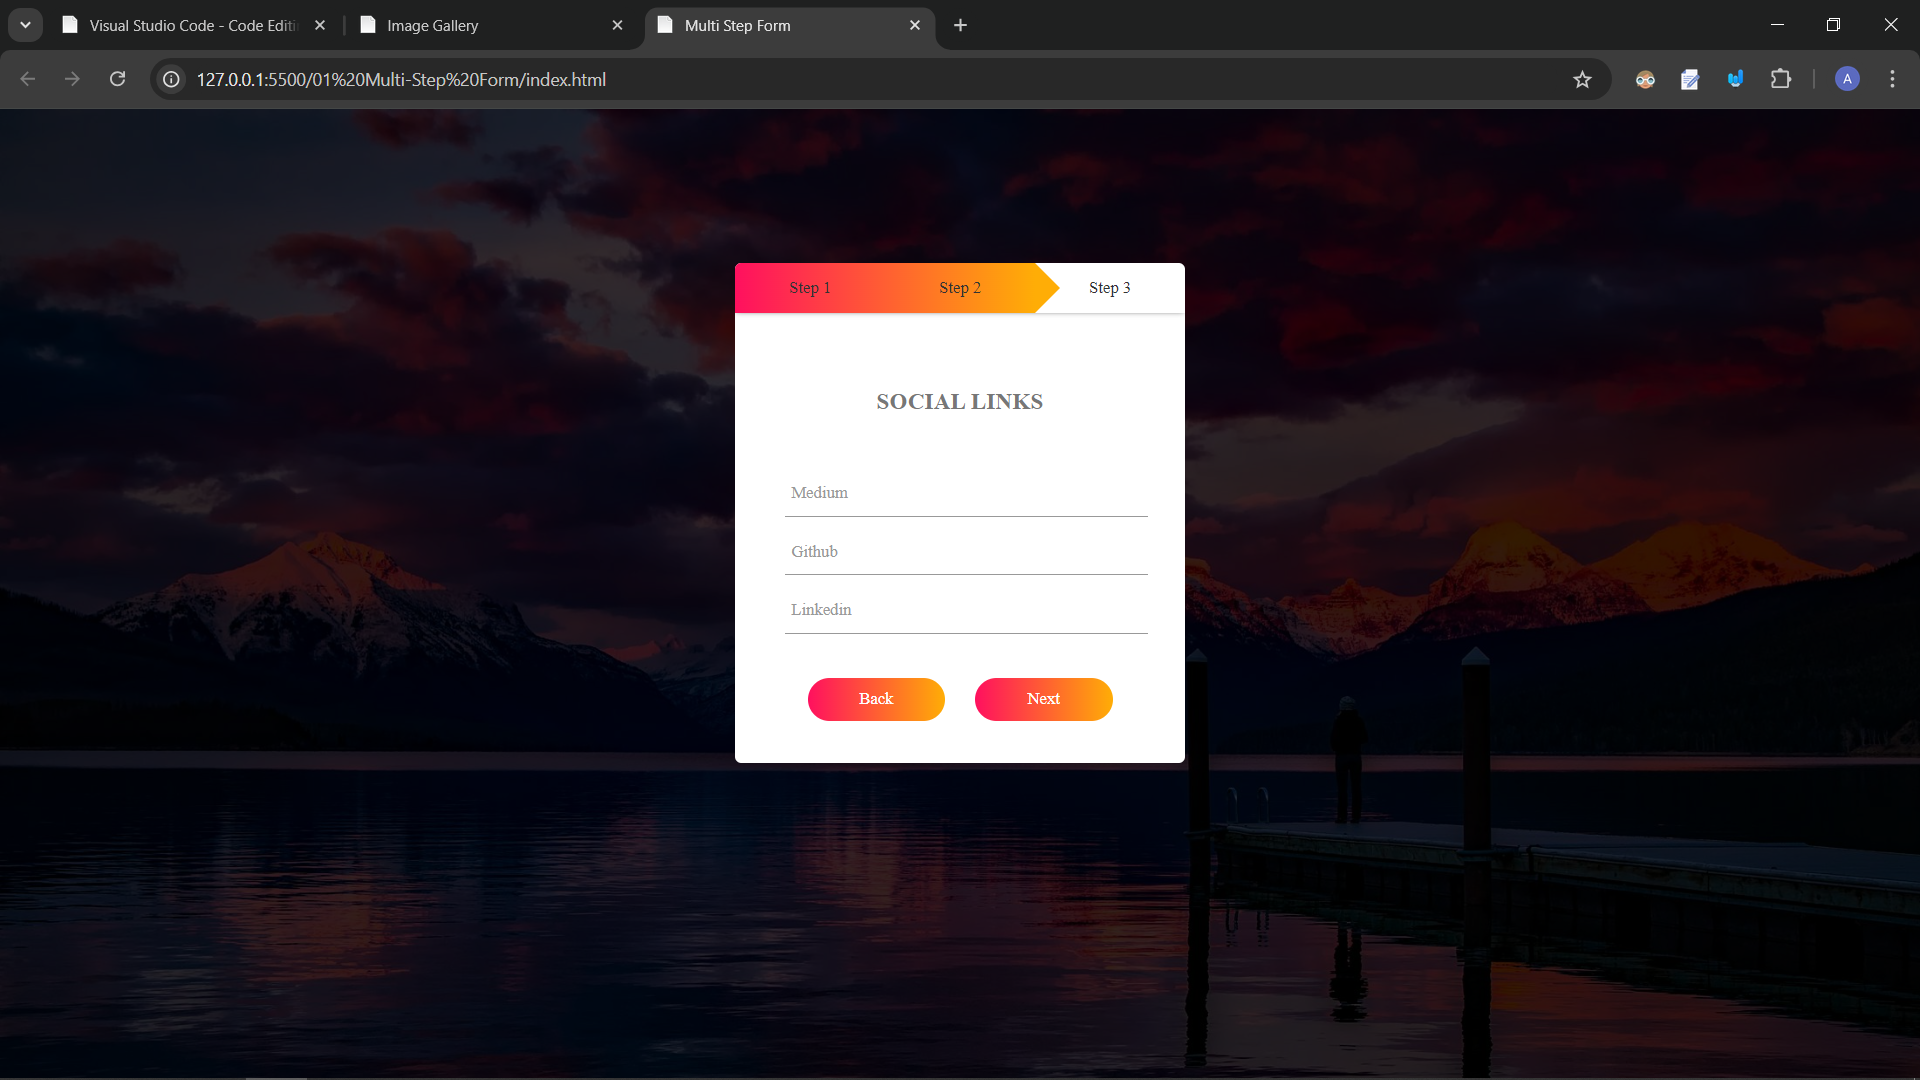 Visual Studio Code - Code Editi
Image Gallery
Multi Step Form
127.0.0.1:5500/01%20Multi-Step%20Form/index.html
A
Step 1
Step 2
Step 3
SOCIAL LINKS
Medium
Github
Linkedin
Back
Next